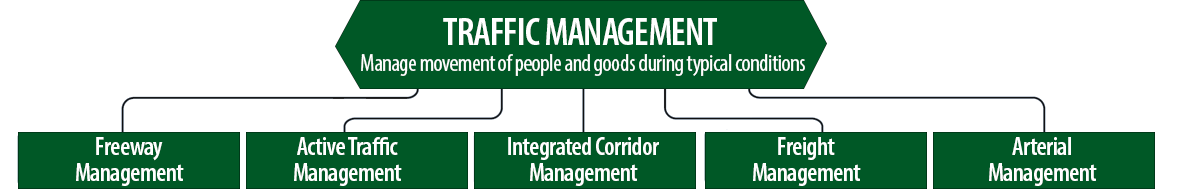 TRAFFIC MANAGEMENT
Manage movement of people and goods during typical conditions
Freeway
Management
Active Traffic
Management
Integrated Corridor
Management
Freight
Management
Arterial
Management